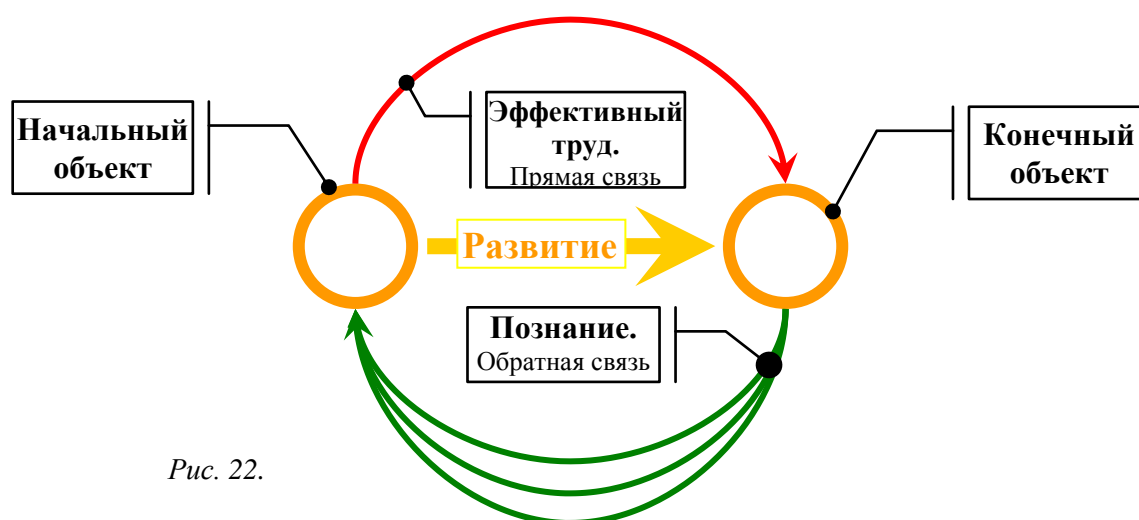 Начальный
объект
Эффективный
труд.
Прямая связь
Конечный
объект
Развитие
Познание.
Обратная связь
Рис. 22.